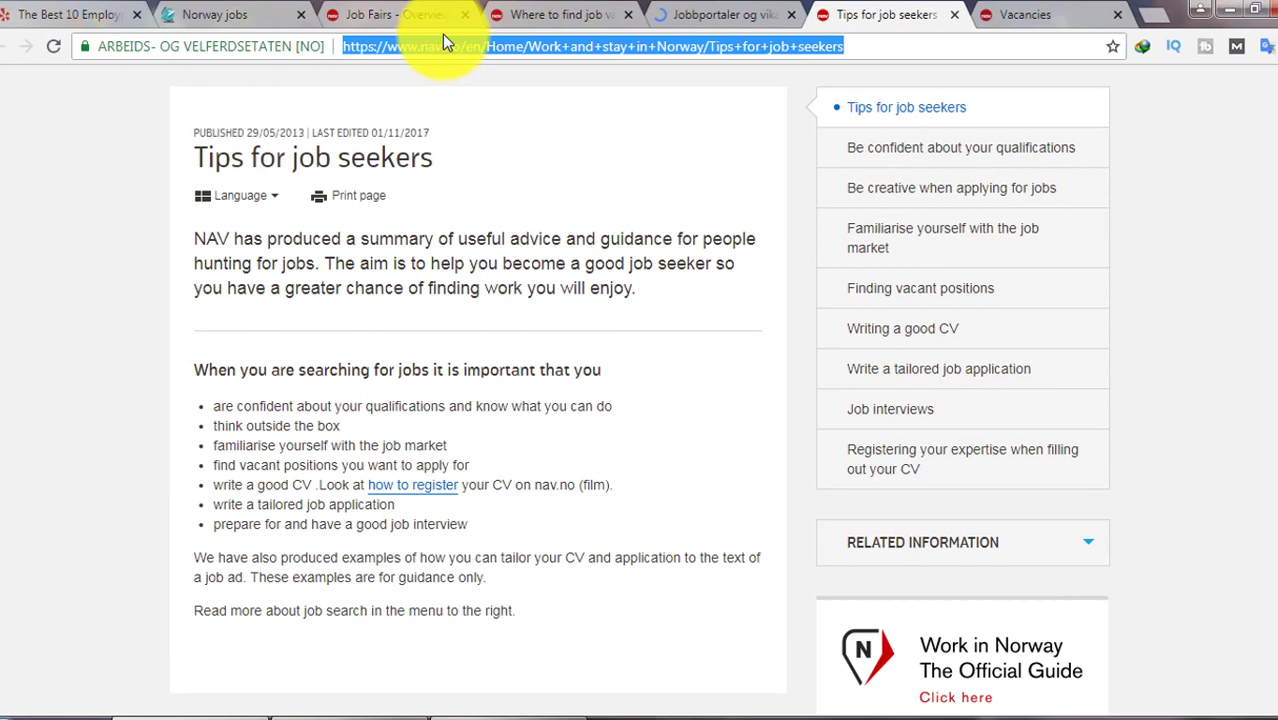 The Best 10 Employ
Norway jobs
Job Fairs - Overview
Where to find job va
Jobbportaler og vika
Tips for job seekers
Vacancies
ARBEIDS- OG VELFERDSETATEN [NO]
https://www.nav.no/en/Home/Work+and+stay+in+Norway/Tips+for+job+seekers
IQ
M
PUBLISHED 29/05/2013 | LAST EDITED 01/11/2017
Tips for job seekers
Language
Print page
NAV has produced a summary of useful advice and guidance for people
hunting for jobs. The aim is to help you become a good job seeker so
you have a greater chance of finding work you will enjoy.
When you are searching for jobs it is important that you
• are confident about your qualifications and know what you can do
• think outside the box
• familiarise yourself with the job market
• find vacant positions you want to apply for
• write a good CV .Look at how to register your CV on nav.no (film).
• write a tailored job application
• prepare for and have a good job interview
We have also produced examples of how you can tailor your CV and application to the text of
a job ad. These examples are for guidance only.
Read more about job search in the menu to the right.
• Tips for job seekers
Be confident about your qualifications
Be creative when applying for jobs
Familiarise yourself with the job
market
Finding vacant positions
Writing a good CV
Write a tailored job application
Job interviews
Registering your expertise when filling
out your CV
RELATED INFORMATION
N
Work in Norway
The Official Guide
Click here